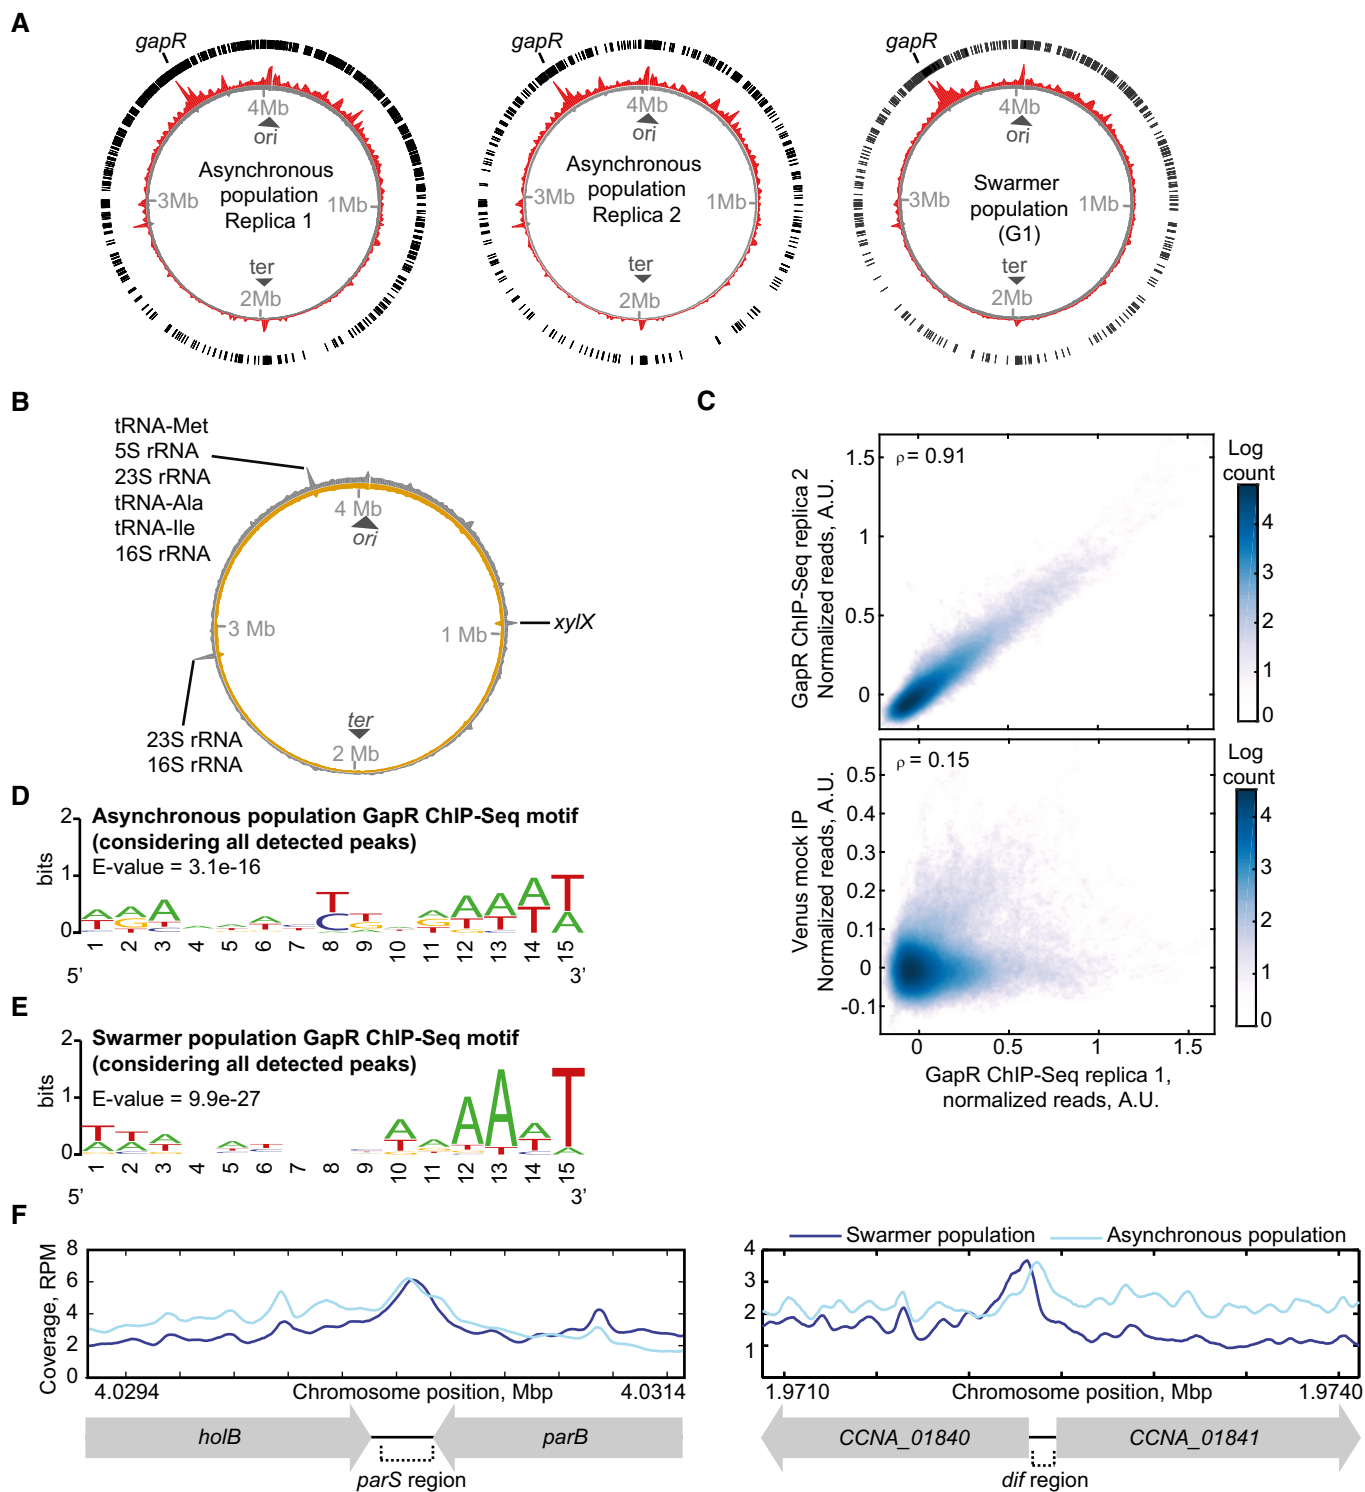 A
gapR
4Mb
ori
Asynchronous
population
Replica 1
3Mb
1Mb
ter
2Mb
gapR
4Mb
ori
Asynchronous
population
Replica 2
3Mb
1Mb
ter
2Mb
gapR
4Mb
ori
Swarmer
population
(G1)
3Mb
1Mb
ter
2Mb
B
tRNA-Met
5S rRNA
23S rRNA
tRNA-Ala
tRNA-Ile
16S rRNA
4 Mb
ori
3 Mb
1 Mb
xylX
ter
2 Mb
23S rRNA
16S rRNA
C
ρ = 0.91
1.5
1
0.5
0
GapR ChIP-Seq replica 2
Normalized reads, A.U.
Log
count
4
3
2
1
0
ρ = 0.15
0.5
0.4
0.3
0.2
0.1
0
-0.1
Venus mock IP
Normalized reads, A.U.
Log
count
4
3
2
1
0
0 0.5 1 1.5
GapR ChIP-Seq replica 1,
normalized reads, A.U.
D
Asynchronous population GapR ChIP-Seq motif
(considering all detected peaks)
E-value = 3.1e-16
2
1
0
bits
1 2 3 4 5 6 7 8 9 10 11 12 13 14 15
5' 3'
E
Swarmer population GapR ChIP-Seq motif
(considering all detected peaks)
E-value = 9.9e-27
2
1
0
bits
1 2 3 4 5 6 7 8 9 10 11 12 13 14 15
5' 3'
F
Swarmer population Asynchronous population
8
6
4
2
0
Coverage, RPM
4.0294 Chromosome position, Mbp 4.0314
holB parB
parS region
4
3
2
1
1.9710 Chromosome position, Mbp 1.9740
CCNA_01840 CCNA_01841
dif region